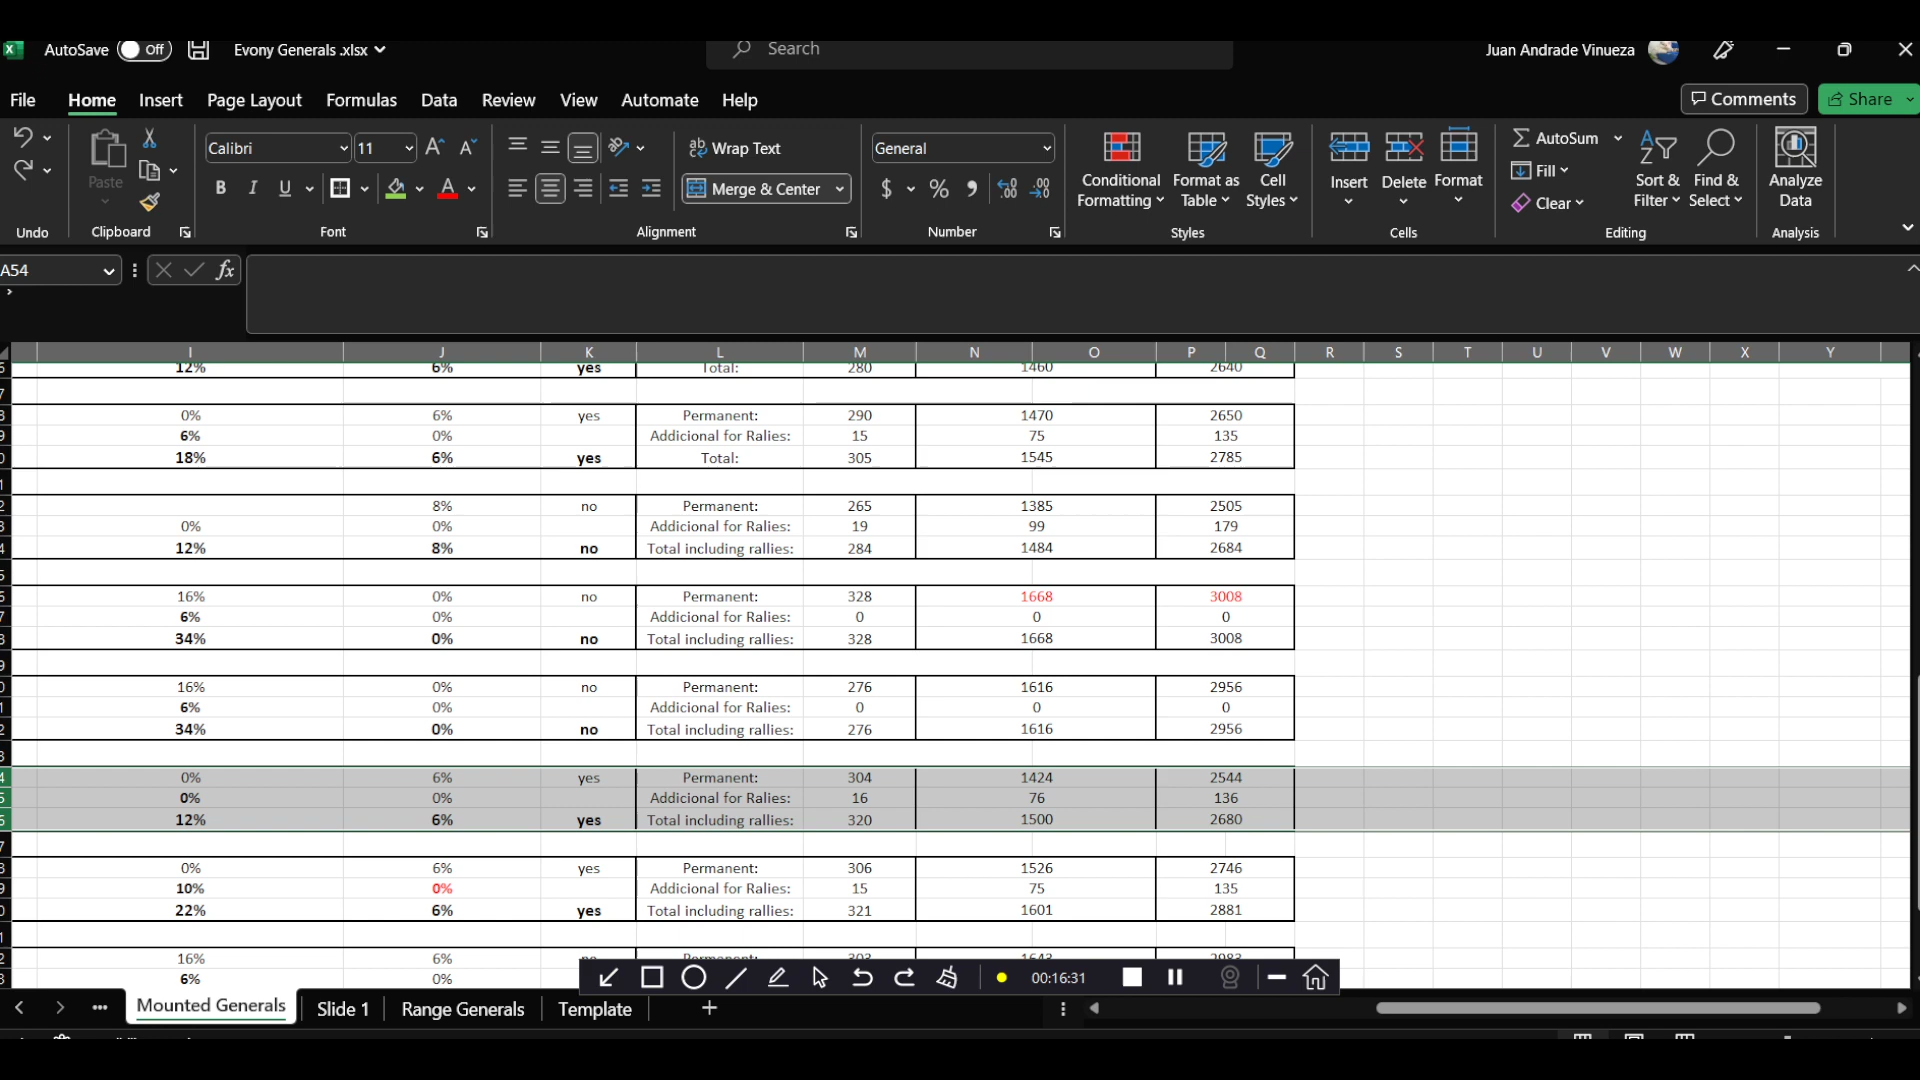 AutoSave Off Evony Generals .xlsx Search Juan Andrade Vinueza
File Home Insert Page Layout Formulas Data Review View Automate Help Comments Share
Calibri 11 Wrap Text General AutoSum
Paste Conditional Formatting Format as Table Cell Styles Insert Delete Format Fill Sort & Filter Find & Select Analyze Data
B I U A Merge & Center $ % Clear
Undo Clipboard Font Alignment Number Styles Cells Editing Analysis
A54 fx
I J K L M N O P Q R S T U V W X Y
12% 6% yes Total: 280 1460 2640
0% 6% yes Permanent: 290 1470 2650
6% 0% Addicional for Ralies: 15 75 135
18% 6% yes Total: 305 1545 2785
8% no Permanent: 265 1385 2505
0% 0% Addicional for Ralies: 19 99 179
12% 8% no Total including rallies: 284 1484 2684
16% 0% no Permanent: 328 1668 3008
6% 0% Addicional for Ralies: 0 0 0
34% 0% no Total including rallies: 328 1668 3008
16% 0% no Permanent: 276 1616 2956
6% 0% Addicional for Ralies: 0 0 0
34% 0% no Total including rallies: 276 1616 2956
0% 6% yes Permanent: 304 1424 2544
0% 0% Addicional for Ralies: 16 76 136
12% 6% yes Total including rallies: 320 1500 2680
0% 6% yes Permanent: 306 1526 2746
10% 0% Addicional for Ralies: 15 75 135
22% 6% yes Total including rallies: 321 1601 2881
16% 6%
6% 0%
00:16:31
Mounted Generals Slide 1 Range Generals Template